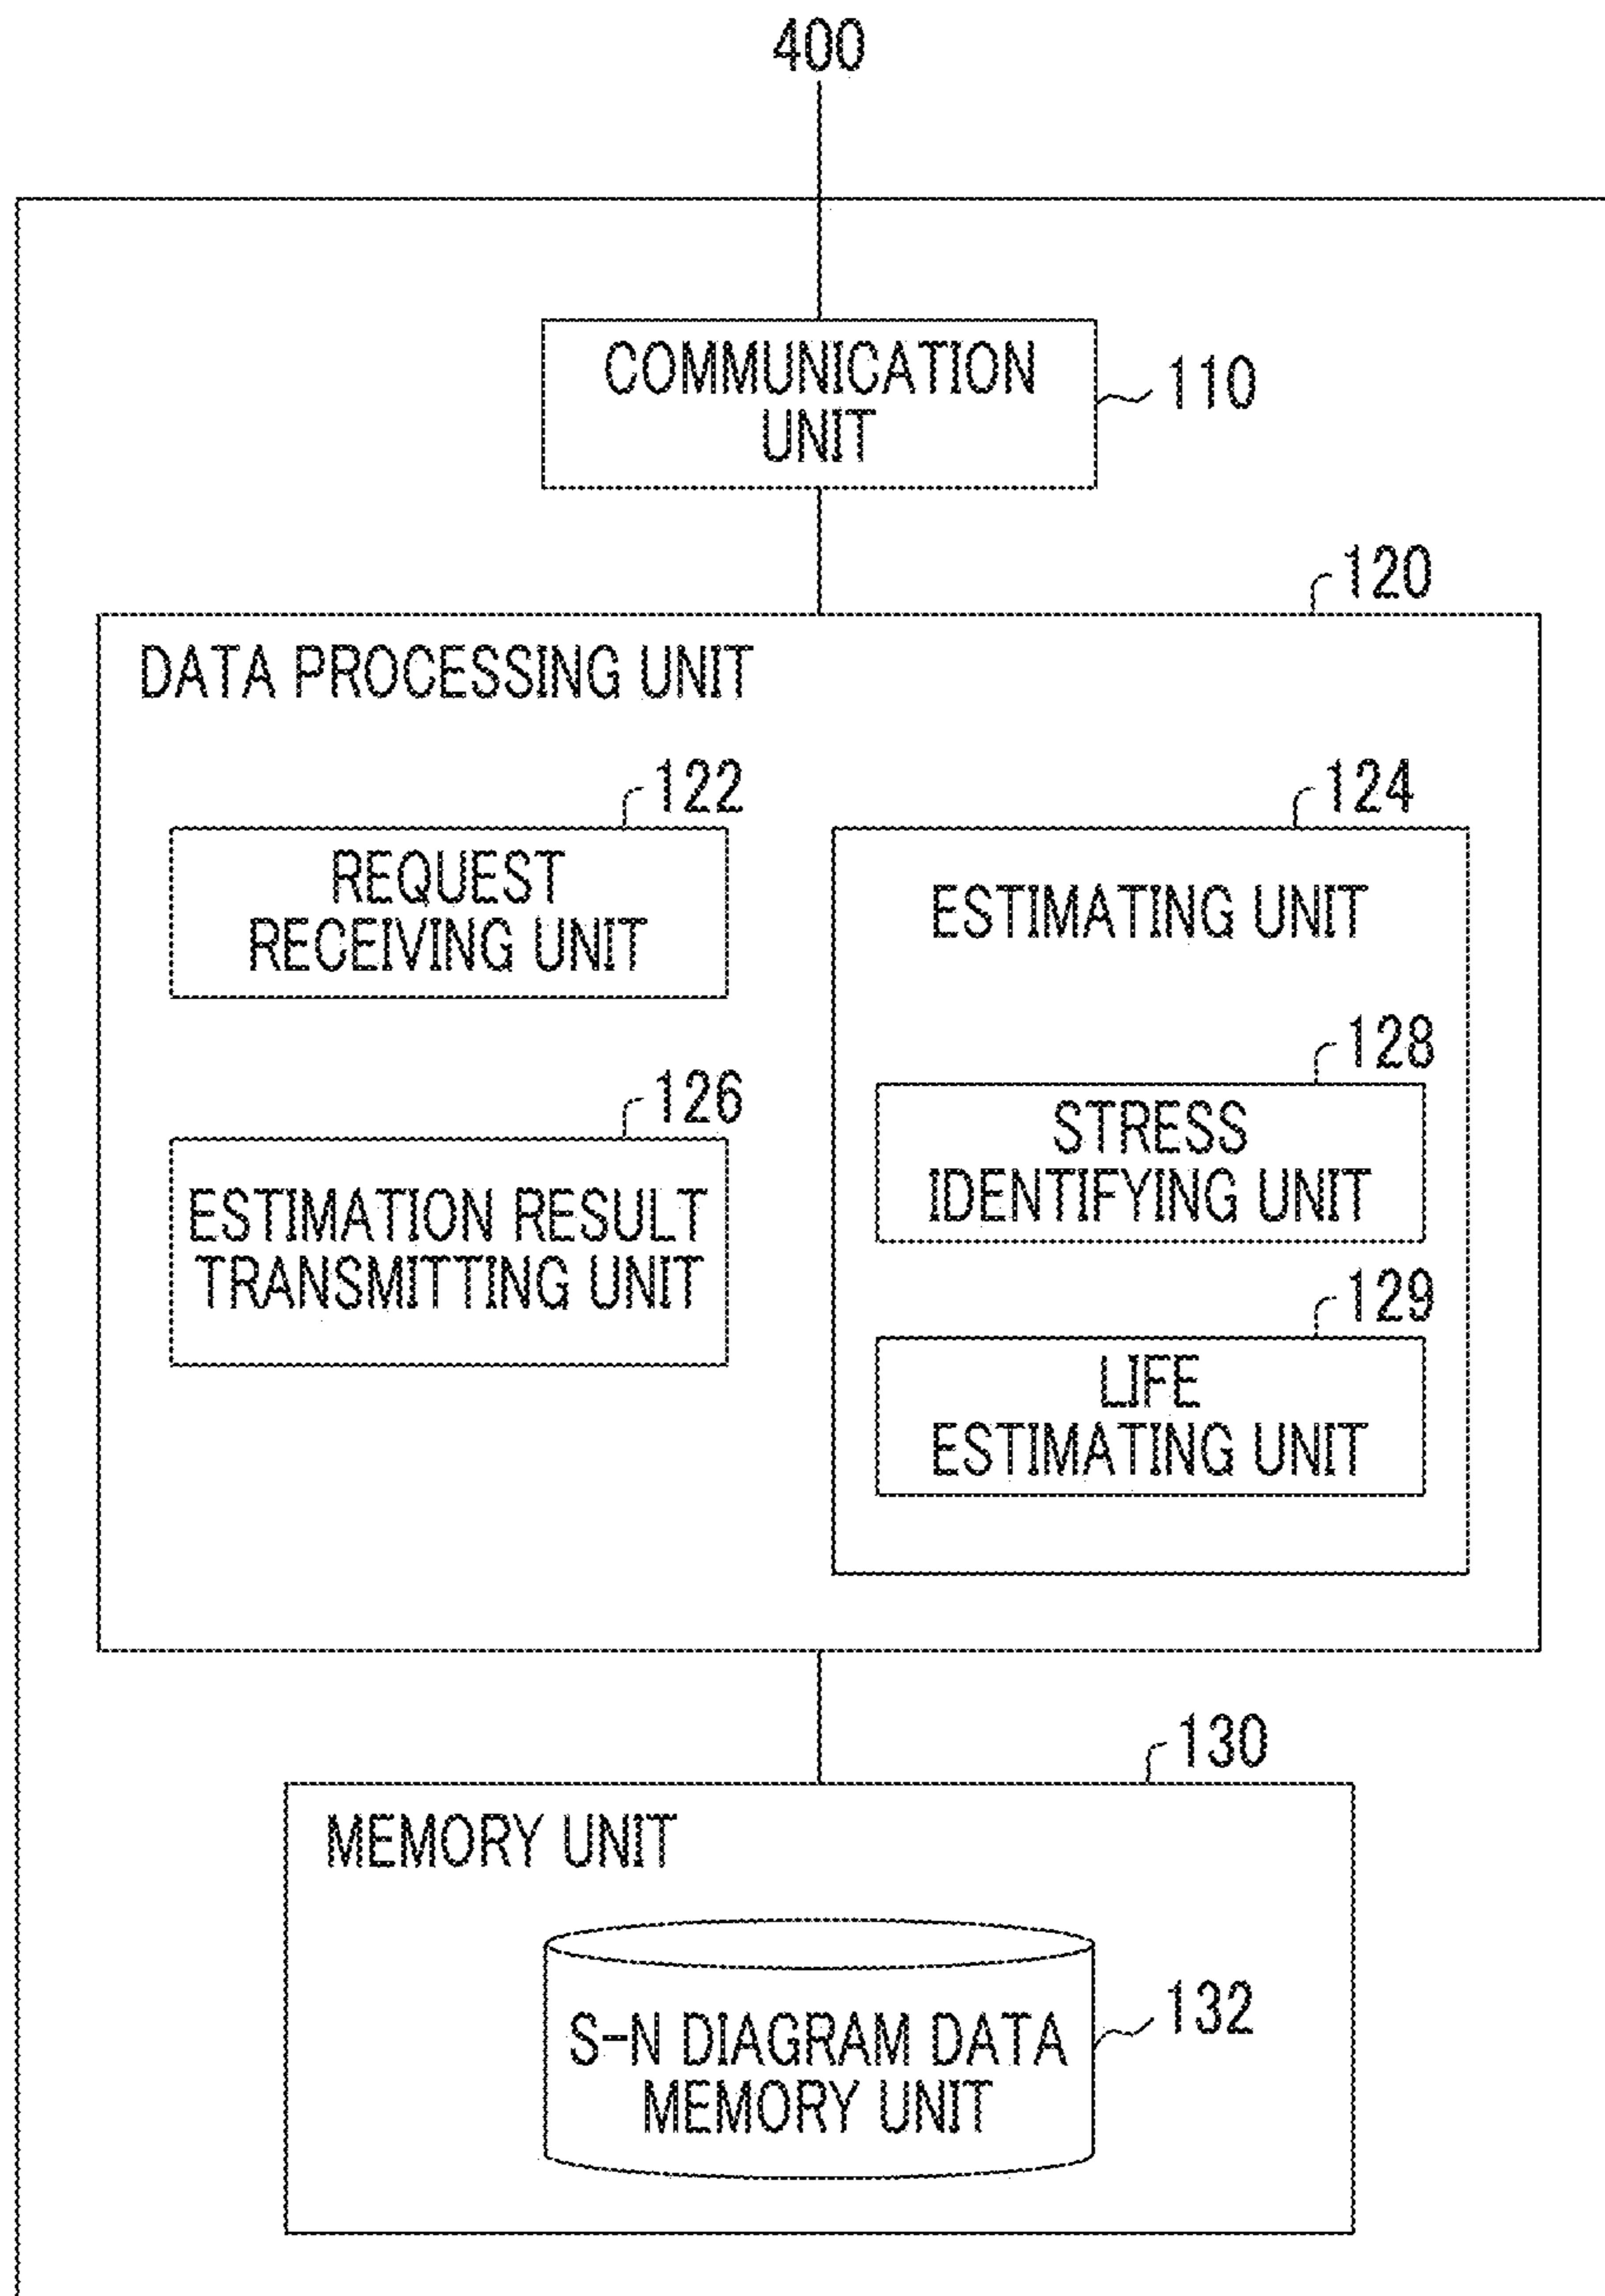 400
COMMUNICATION
UNIT
110
120
DATA PROCESSING UNIT
122
REQUEST
RECEIVING UNIT
124
ESTIMATING UNIT
126
ESTIMATION RESULT
TRANSMITTING UNIT
128
STRESS
IDENTIFYING UNIT
129
LIFE
ESTIMATING UNIT
130
MEMORY UNIT
S-N DIAGRAM DATA
MEMORY UNIT
132